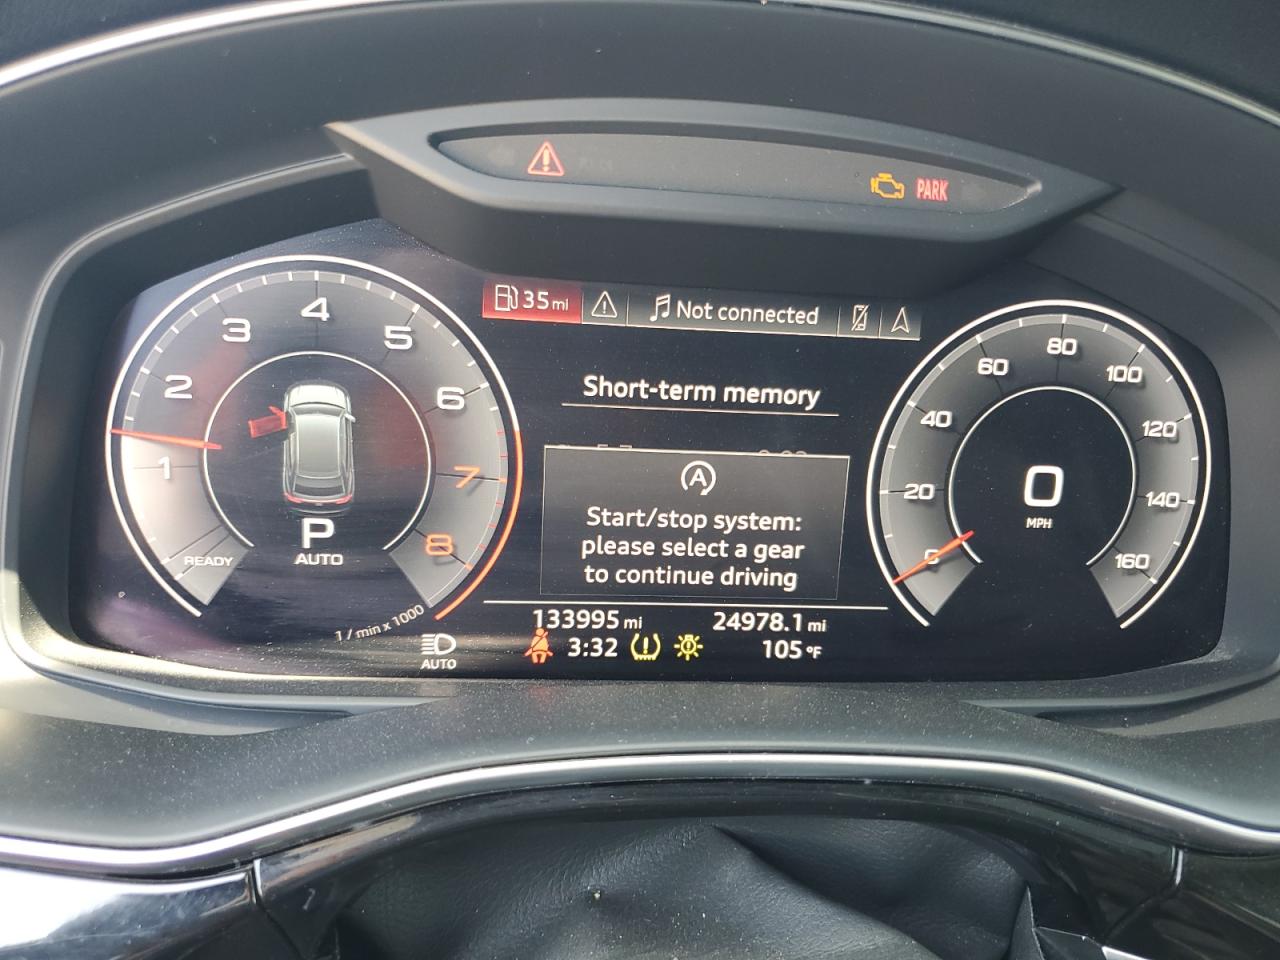 PARK
35 mi
Not connected
Short-term memory
A
Start/stop system:
please select a gear
to continue driving
133995 mi
24978.1 mi
3:32
105 °F
AUTO
READY
1
2
3
4
5
6
7
8
P
AUTO
1 / min x 1000
0
20
40
60
80
100
120
140
160
0
MPH